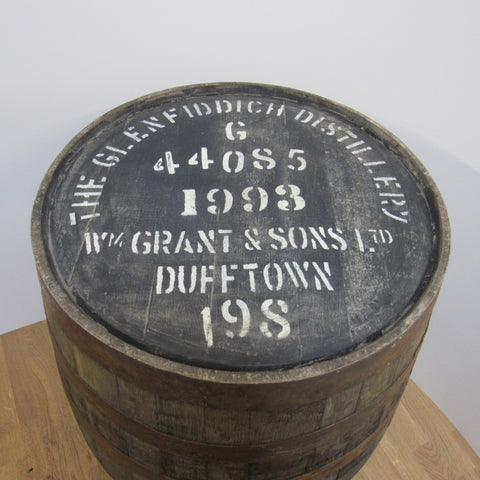 THE GLENFIDDICH DISTILLERY
G
44085
1993
WM GRANT & SONS LTD
DUFFTOWN
198